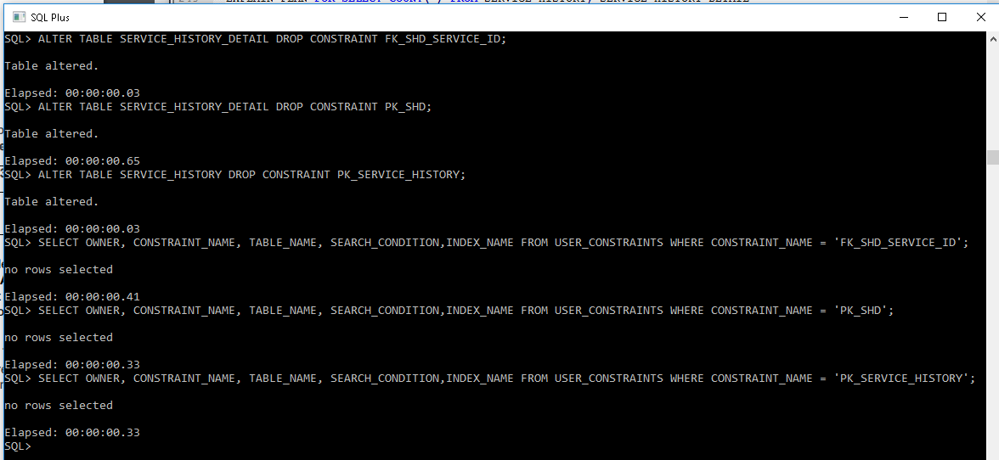 SQL Plus
SQL> ALTER TABLE SERVICE_HISTORY_DETAIL DROP CONSTRAINT FK_SHD_SERVICE_ID;
Table altered.
Elapsed: 00:00:00.03
SQL> ALTER TABLE SERVICE_HISTORY_DETAIL DROP CONSTRAINT PK_SHD;
Table altered.
Elapsed: 00:00:00.65
SQL> ALTER TABLE SERVICE_HISTORY DROP CONSTRAINT PK_SERVICE_HISTORY;
Table altered.
Elapsed: 00:00:00.03
SQL> SELECT OWNER, CONSTRAINT_NAME, TABLE_NAME, SEARCH_CONDITION,INDEX_NAME FROM USER_CONSTRAINTS WHERE CONSTRAINT_NAME = 'FK_SHD_SERVICE_ID';
no rows selected
Elapsed: 00:00:00.41
SQL> SELECT OWNER, CONSTRAINT_NAME, TABLE_NAME, SEARCH_CONDITION,INDEX_NAME FROM USER_CONSTRAINTS WHERE CONSTRAINT_NAME = 'PK_SHD';
no rows selected
Elapsed: 00:00:00.33
SQL> SELECT OWNER, CONSTRAINT_NAME, TABLE_NAME, SEARCH_CONDITION,INDEX_NAME FROM USER_CONSTRAINTS WHERE CONSTRAINT_NAME = 'PK_SERVICE_HISTORY';
no rows selected
Elapsed: 00:00:00.33
SQL>